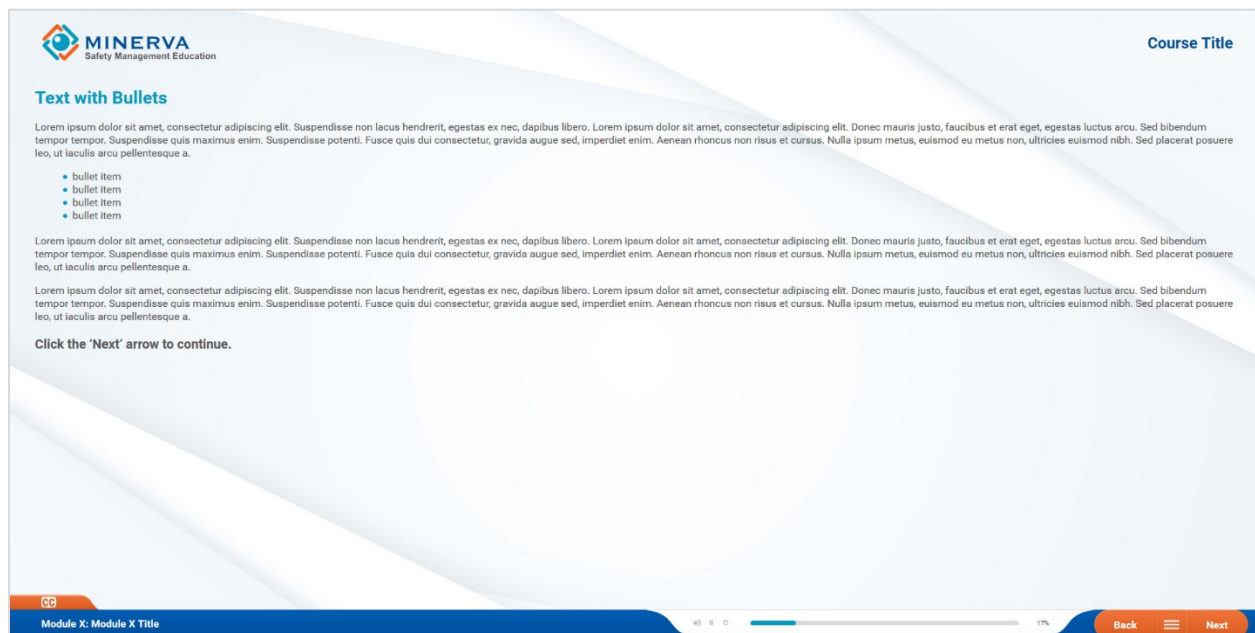 MINERVA
Safety Management Education
Course Title
Text with Bullets
Lorem ipsum dolor sit amet, consectetur adipiscing elit. Suspendisse non lacus hendrerit, egestas ex nec, dapibus libero. Lorem ipsum dolor sit amet, consectetur adipiscing elit. Donec mauris justo, faucibus et erat eget, egestas luctus arcu. Sed bibendum
tempor tempor. Suspendisse quis maximus enim. Suspendisse potenti. Fusce quis dui consectetur, gravida augue sed, imperdiet enim. Aenean rhoncus non risus et cursus. Nulla ipsum metus, euismod eu metus non, ultricies euismod nibh. Sed placerat posuere
leo, ut iaculis arcu pellentesque a.
• bullet item
• bullet item
• bullet item
• bullet item
Lorem ipsum dolor sit amet, consectetur adipiscing elit. Suspendisse non lacus hendrerit, egestas ex nec, dapibus libero. Lorem ipsum dolor sit amet, consectetur adipiscing elit. Donec mauris justo, faucibus et erat eget, egestas luctus arcu. Sed bibendum
tempor tempor. Suspendisse quis maximus enim. Suspendisse potenti. Fusce quis dui consectetur, gravida augue sed, imperdiet enim. Aenean rhoncus non risus et cursus. Nulla ipsum metus, euismod eu metus non, ultricies euismod nibh. Sed placerat posuere
leo, ut iaculis arcu pellentesque a.
Lorem ipsum dolor sit amet, consectetur adipiscing elit. Suspendisse non lacus hendrerit, egestas ex nec, dapibus libero. Lorem ipsum dolor sit amet, consectetur adipiscing elit. Donec mauris justo, faucibus et erat eget, egestas luctus arcu. Sed bibendum
tempor tempor. Suspendisse quis maximus enim. Suspendisse potenti. Fusce quis dui consectetur, gravida augue sed, imperdiet enim. Aenean rhoncus non risus et cursus. Nulla ipsum metus, euismod eu metus non, ultricies euismod nibh. Sed placerat posuere
leo, ut iaculis arcu pellentesque a.
Click the ‘Next’ arrow to continue.
CC
Module X: Module X Title
17%
Back
Next